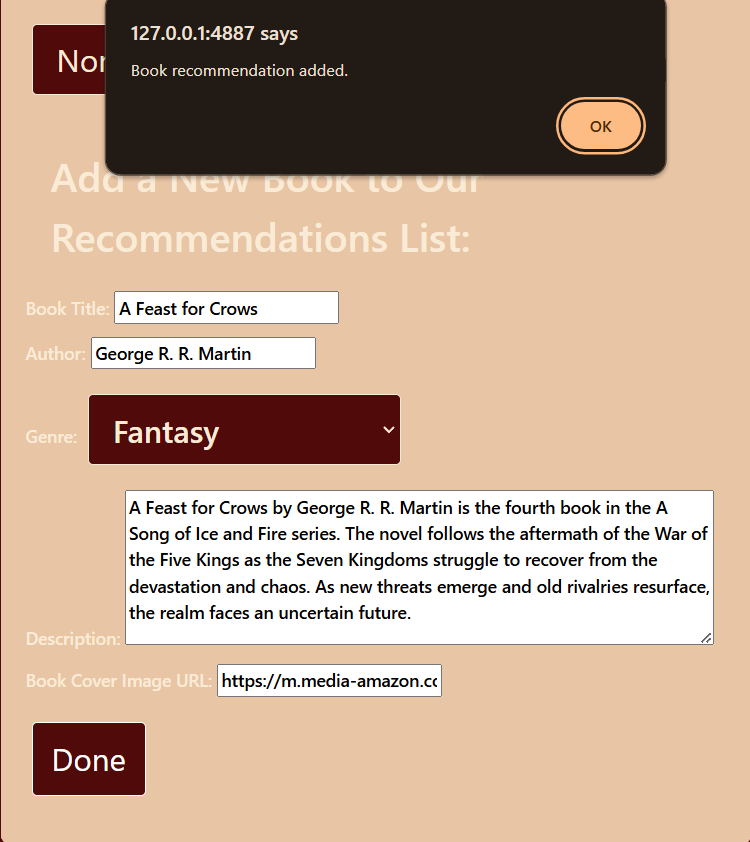 127.0.0.1:4887 says
Book recommendation added.
OK
Add a New Book to Our
Recommendations List:
Book Title: A Feast for Crows
Author: George R. R. Martin
Genre: Fantasy
A Feast for Crows by George R. R. Martin is the fourth book in the A
Song of Ice and Fire series. The novel follows the aftermath of the War of
the Five Kings as the Seven Kingdoms struggle to recover from the
devastation and chaos. As new threats emerge and old rivalries resurface,
the realm faces an uncertain future.
Description:
Book Cover Image URL: https://m.media-amazon.co
Done